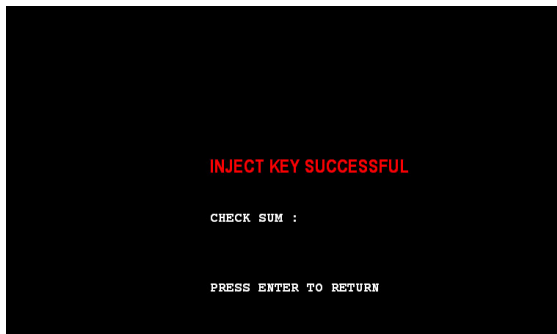 INJECT KEY SUCCESSFUL
CHECK SUM :
PRESS ENTER TO RETURN